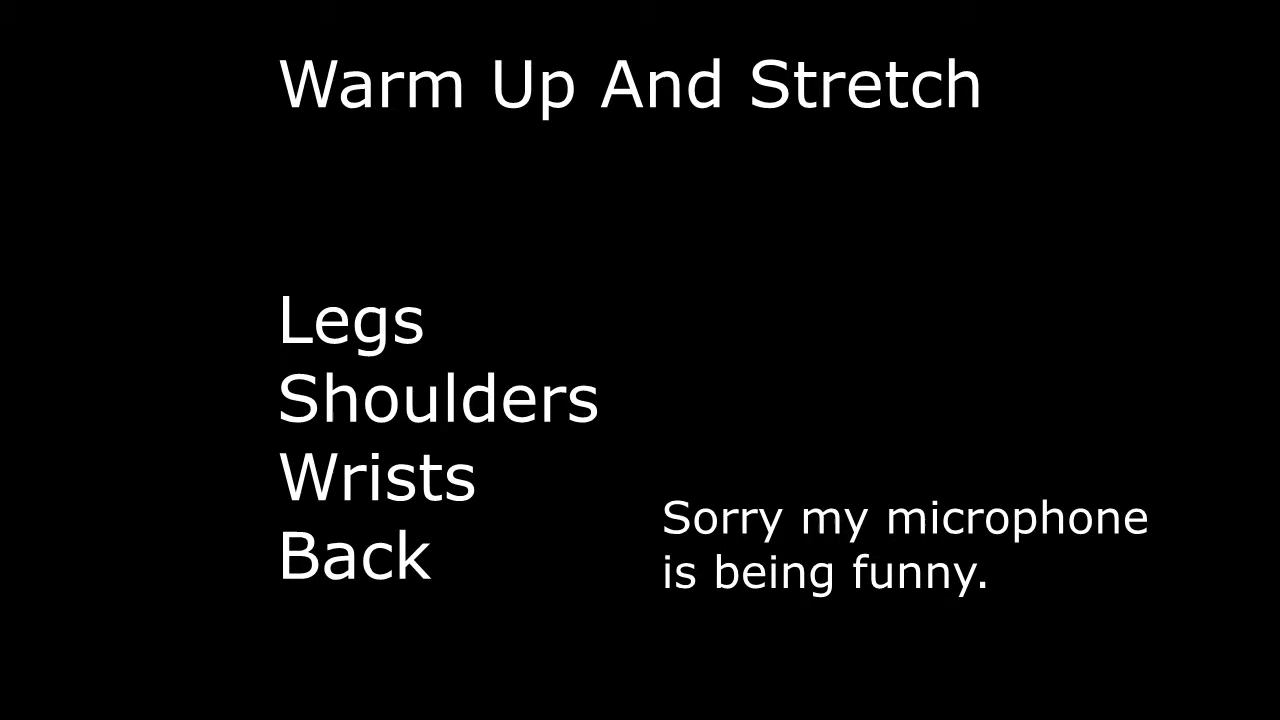 Warm Up And Stretch
Legs
Shoulders
Wrists
Back
Sorry my microphone
is being funny.